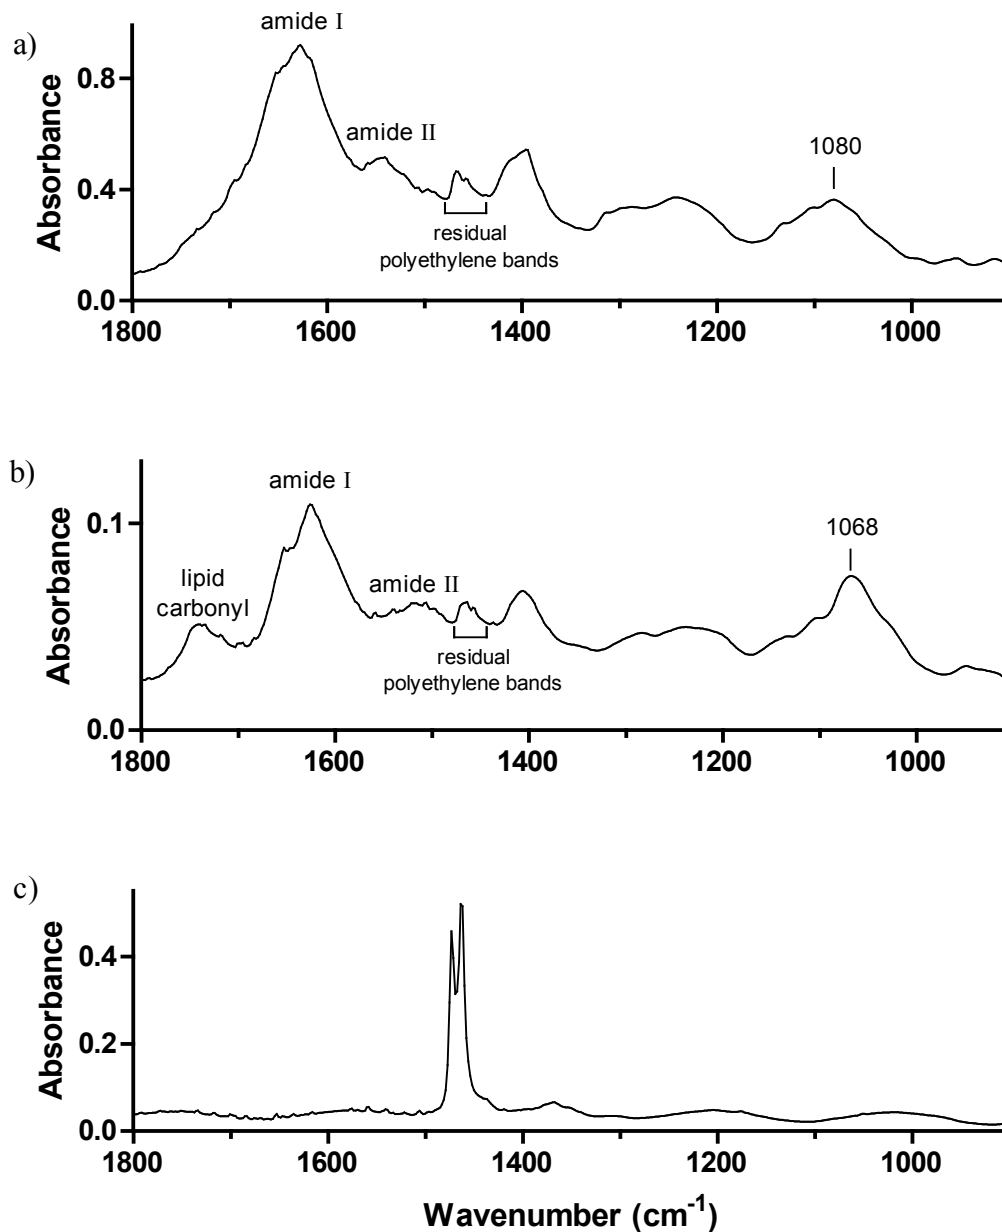 a)
amide I
Absorbance
0.8
0.4
0.0
amide II
1080
residual
polyethylene bands
1800
1600
1400
1200
1000
b)
amide I
Absorbance
0.1
0.0
lipid
carbonyl
amide II
1068
residual
polyethylene bands
1800
1600
1400
1200
1000
c)
Absorbance
0.4
0.2
0.0
1800
1600
1400
1200
1000
Wavenumber (cm-1)